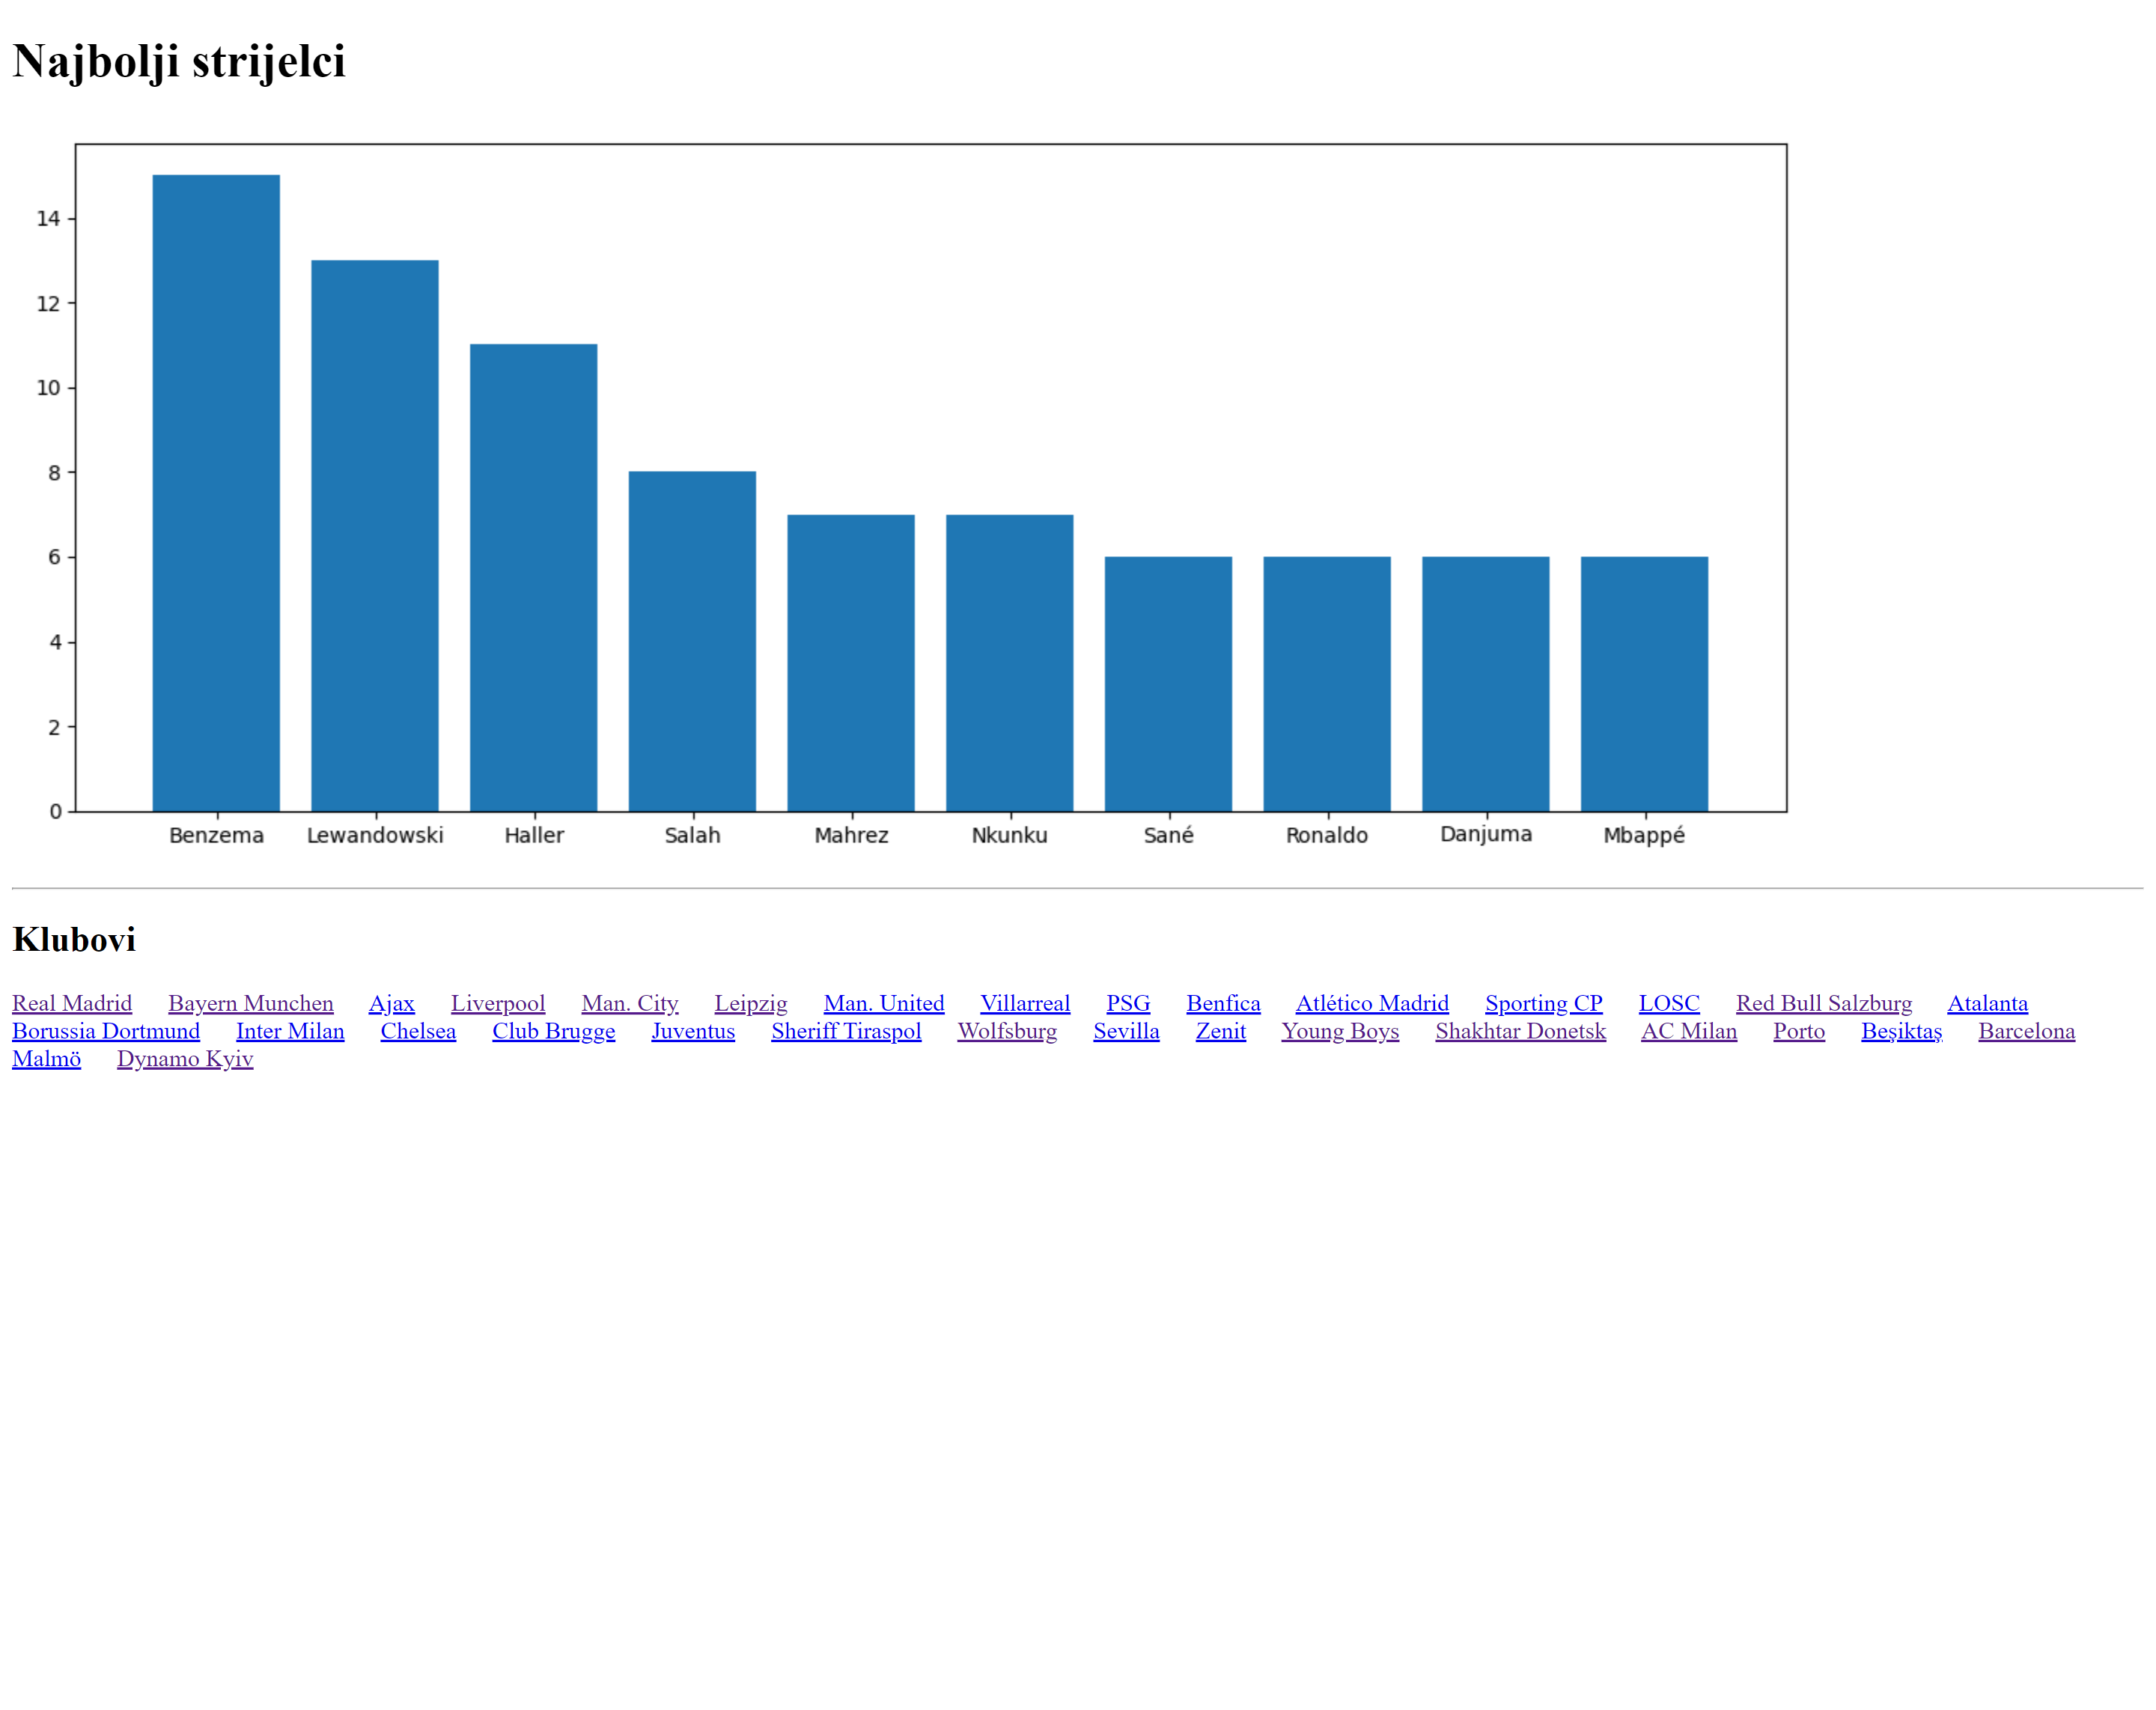 Najbolji strijelci
14
12
10
8
6
4
2
0
Benzema Lewandowski Haller Salah Mahrez Nkunku Sané Ronaldo Danjuma Mbappé
Klubovi
Real Madrid Bayern Munchen Ajax Liverpool Man. City Leipzig Man. United Villarreal PSG Benfica Atlético Madrid Sporting CP LOSC Red Bull Salzburg Atalanta
Borussia Dortmund Inter Milan Chelsea Club Brugge Juventus Sheriff Tiraspol Wolfsburg Sevilla Zenit Young Boys Shakhtar Donetsk AC Milan Porto Beşiktaş Barcelona
Malmö Dynamo Kyiv